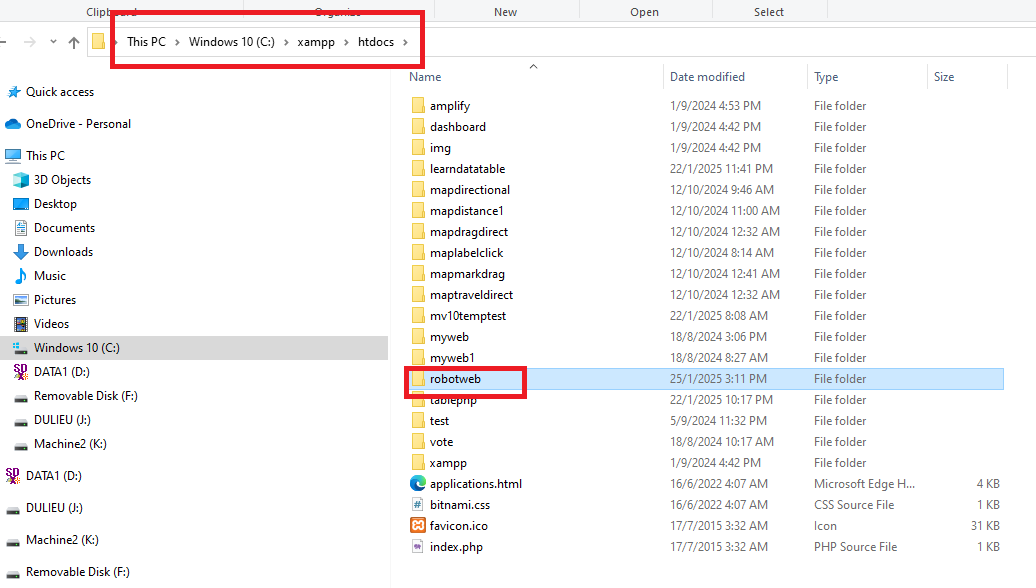 Clipboard Organize New Open Select
This PC Windows 10 (C:) xampp htdocs
Name Date modified Type Size
Quick access
OneDrive - Personal
This PC
3D Objects
Desktop
Documents
Downloads
Music
Pictures
Videos
Windows 10 (C:)
DATA1 (D:)
Removable Disk (F:)
DULIEU (J:)
Machine2 (K:)
DATA1 (D:)
DULIEU (J:)
Machine2 (K:)
Removable Disk (F:)
amplify 1/9/2024 4:53 PM File folder
dashboard 1/9/2024 4:42 PM File folder
img 1/9/2024 4:42 PM File folder
learndatatable 22/1/2025 11:41 PM File folder
mapdirectional 12/10/2024 9:46 AM File folder
mapdistance1 12/10/2024 11:00 AM File folder
mapdragdirect 12/10/2024 12:32 AM File folder
maplabelclick 12/10/2024 8:14 AM File folder
mapmarkdrag 12/10/2024 12:41 AM File folder
maptraveldirect 12/10/2024 12:32 AM File folder
mv10temptest 22/1/2025 8:08 AM File folder
myweb 18/8/2024 3:06 PM File folder
myweb1 18/8/2024 8:27 AM File folder
robotweb 25/1/2025 3:11 PM File folder
tablephp 22/1/2025 10:17 PM File folder
test 5/9/2024 11:32 PM File folder
vote 18/8/2024 10:17 AM File folder
xampp 1/9/2024 4:42 PM File folder
applications.html 16/6/2022 4:07 AM Microsoft Edge H... 4 KB
bitnami.css 16/6/2022 4:07 AM CSS Source File 1 KB
favicon.ico 17/7/2015 3:32 AM Icon 31 KB
index.php 17/7/2015 3:32 AM PHP Source File 1 KB